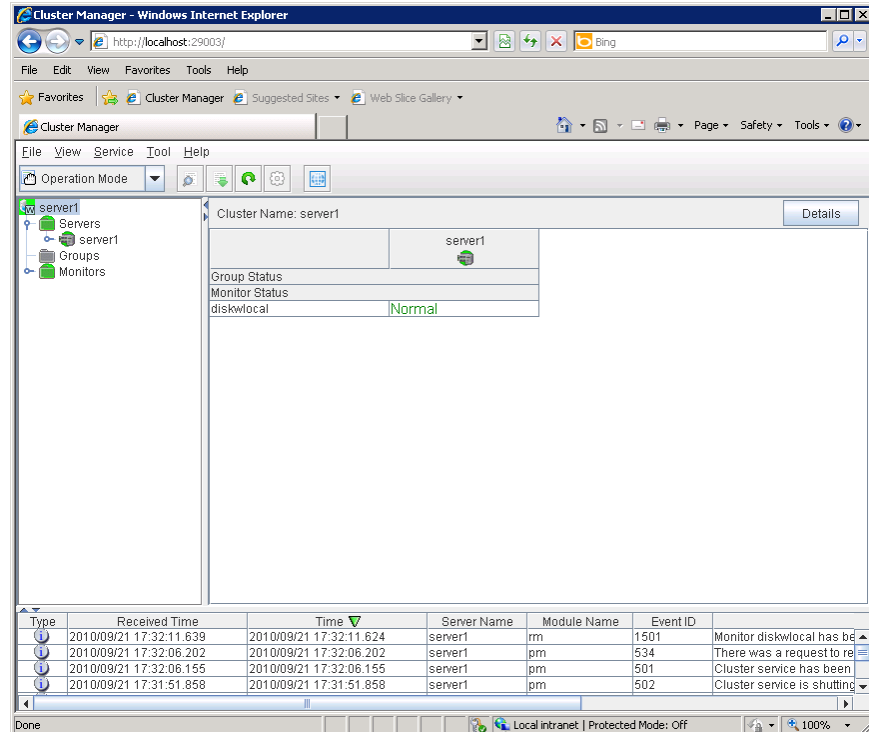 Cluster Manager - Windows Internet Explorer
http://localhost:29003/
Bing
File Edit View Favorites Tools Help
Favorites Cluster Manager Suggested Sites Web Slice Gallery
Cluster Manager Page Safety Tools
File View Service Tool Help
Operation Mode
server1
Servers
server1
Groups
Monitors
Cluster Name: server1 Details
server1
Group Status
Monitor Status
diskwlocal Normal
Type Received Time Time Server Name Module Name Event ID
2010/09/21 17:32:11.639 2010/09/21 17:32:11.624 server1 rm 1501 Monitor diskwlocal has be
2010/09/21 17:32:06.202 2010/09/21 17:32:06.202 server1 pm 534 There was a request to re
2010/09/21 17:32:06.155 2010/09/21 17:32:06.155 server1 pm 501 Cluster service has been
2010/09/21 17:31:51.858 2010/09/21 17:31:51.858 server1 pm 502 Cluster service is shutting
Done Local intranet | Protected Mode: Off 100%